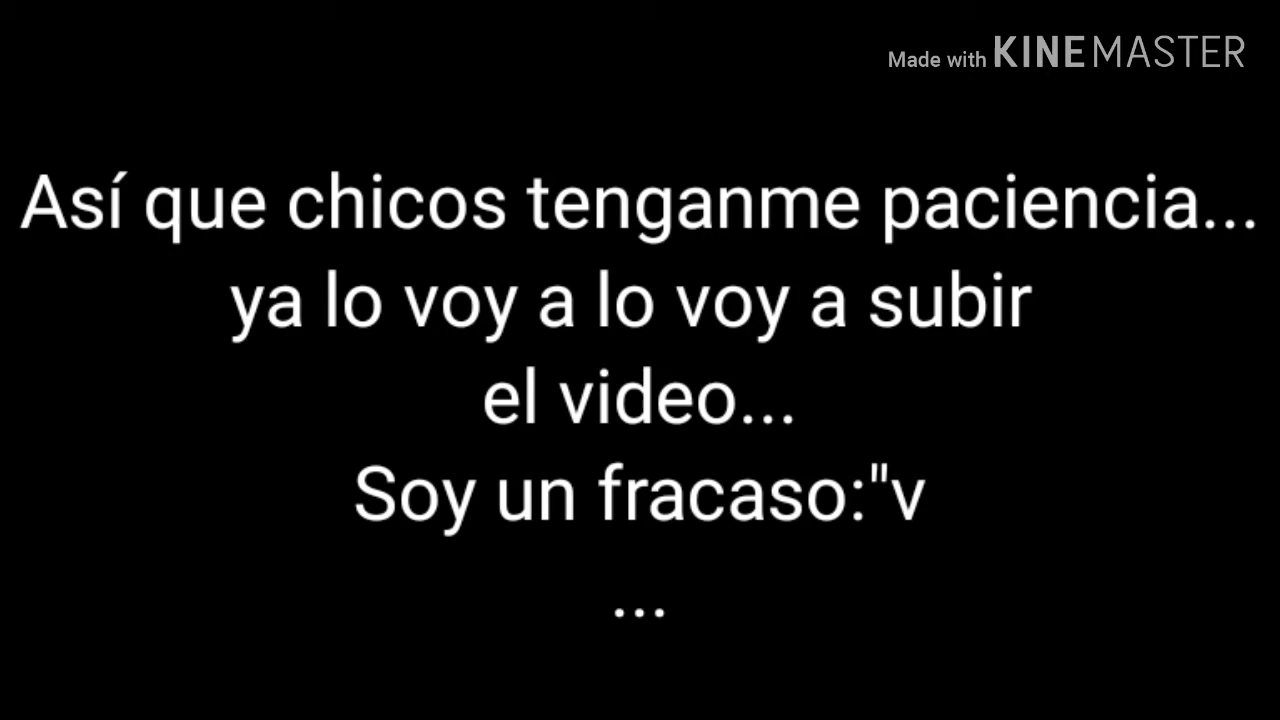 Made with KINEMASTER
Así que chicos tenganme paciencia...
ya lo voy a lo voy a subir
el video...
Soy un fracaso:"v
...